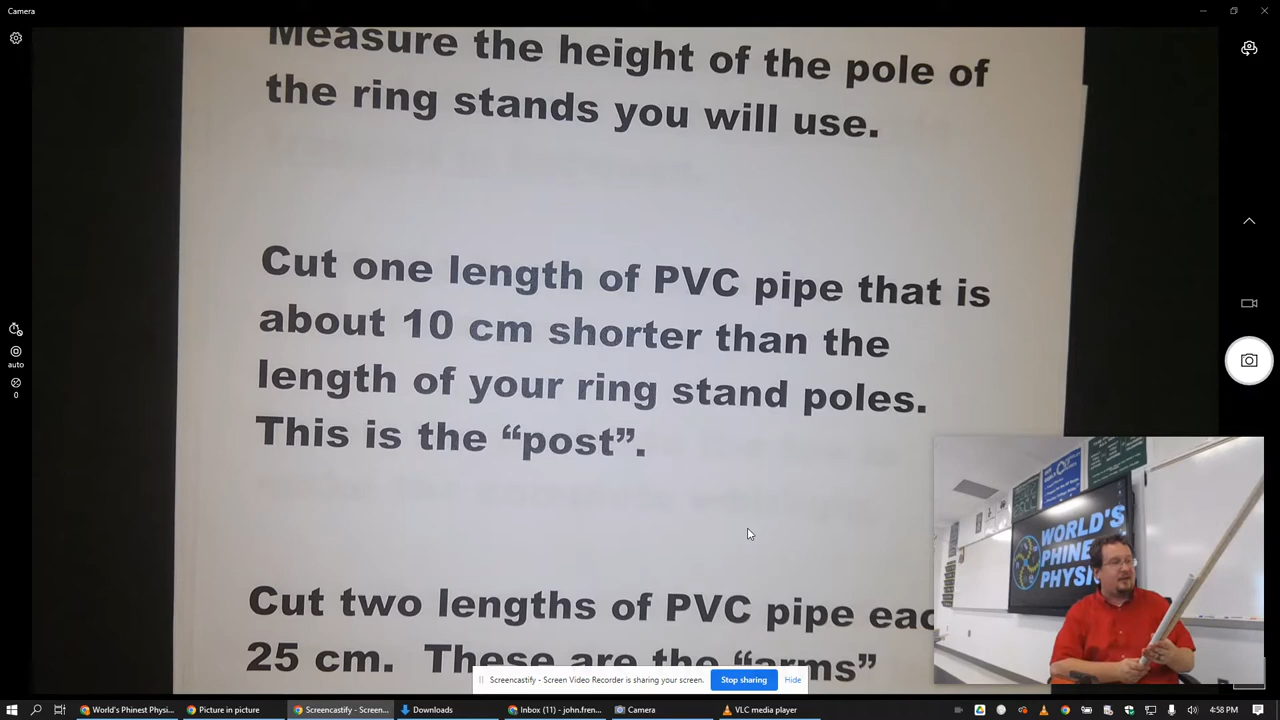 Camera
Measure the height of the pole of
the ring stands you will use.
Cut one length of PVC pipe that is
about 10 cm shorter than the
length of your ring stand poles.
This is the “post”.
Cut two lengths of PVC pipe
25 cm. These are the “arms”
auto
0
WORLD'S
Screencastify - Screen Video Recorder is sharing your screen.
Stop sharing
Hide
World's Phinest Physi...
Picture in picture
Screencastify - Screen...
Downloads
Inbox (11) - john.fren...
Camera
VLC media player
4:58 PM